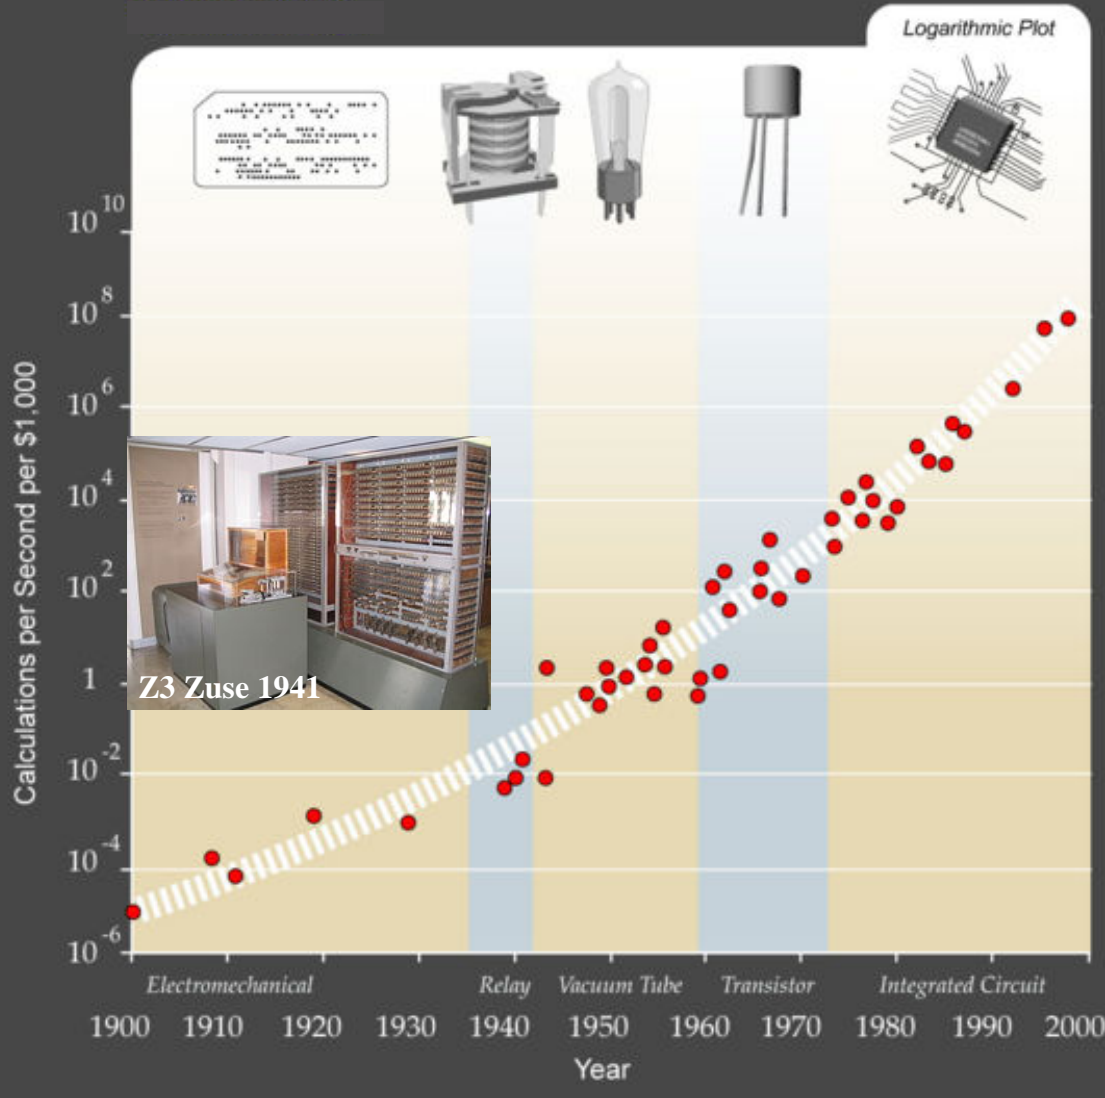 Logarithmic Plot
Calculations per Second per $1,000
10^10
10^8
10^6
10^4
10^2
1
10^-2
10^-4
10^-6
Z3 Zuse 1941
Electromechanical Relay Vacuum Tube Transistor Integrated Circuit
1900 1910 1920 1930 1940 1950 1960 1970 1980 1990 2000
Year